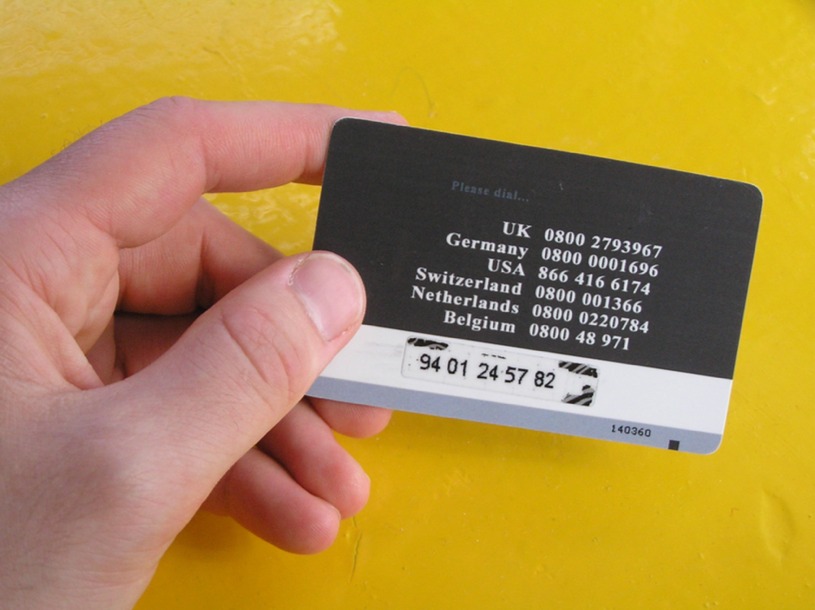 Please dial...
UK 0800 2793967
Germany 0800 0001696
USA 866 416 6174
Switzerland 0800 001366
Netherlands 0800 0220784
Belgium 0800 48 971
94 01 24 57 82
140360